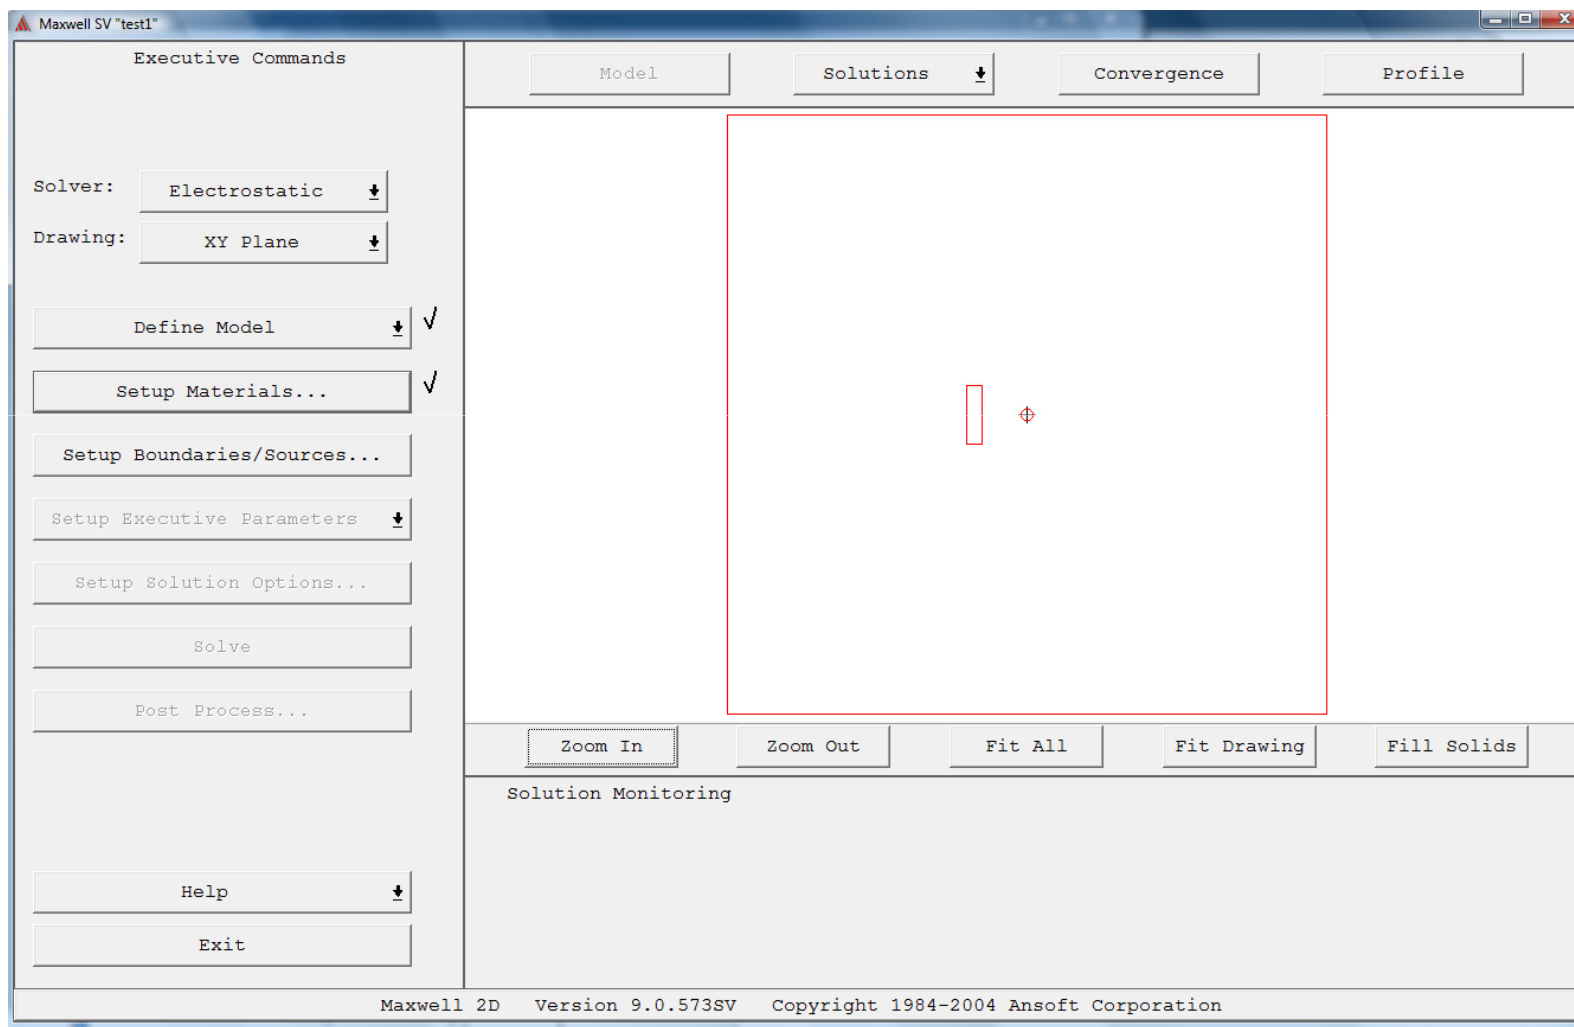 Maxwell SV "test1"
Executive Commands
Model
Solutions
Convergence
Profile
Solver:
Electrostatic
Drawing:
XY Plane
Define Model
Setup Materials...
Setup Boundaries/Sources...
Setup Executive Parameters
Setup Solution Options...
Solve
Post Process...
Zoom In
Zoom Out
Fit All
Fit Drawing
Fill Solids
Solution Monitoring
Help
Exit
Maxwell 2D Version 9.0.573SV Copyright 1984-2004 Ansoft Corporation